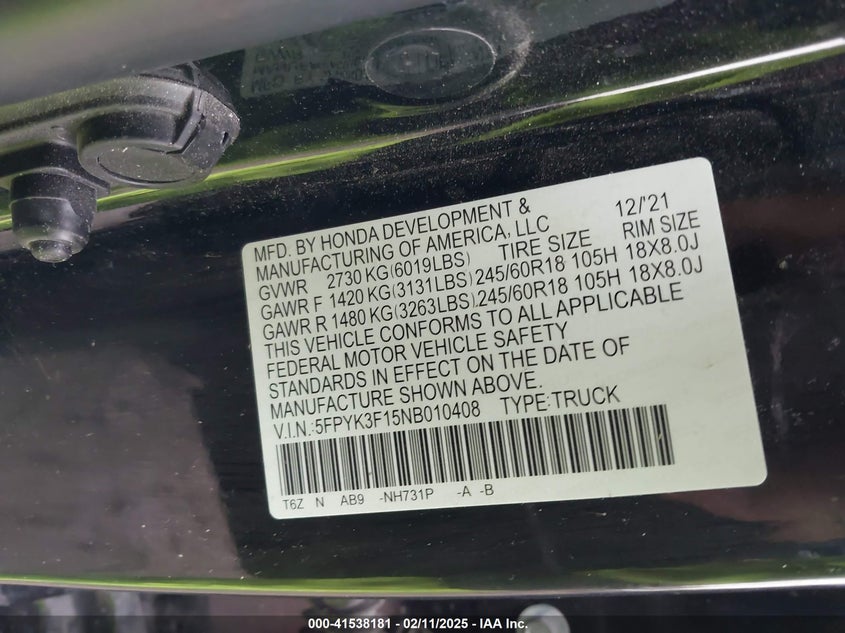 MFD. BY HONDA DEVELOPMENT & 12/'21
MANUFACTURING OF AMERICA, LLC
GVWR 2730 KG(6019LBS) TIRE SIZE RIM SIZE
GAWR F 1420 KG(3131LBS) 245/60R18 105H 18X8.0J
GAWR R 1480 KG(3263LBS) 245/60R18 105H 18X8.0J
THIS VEHICLE CONFORMS TO ALL APPLICABLE
FEDERAL MOTOR VEHICLE SAFETY
STANDARDS IN EFFECT ON THE DATE OF
MANUFACTURE SHOWN ABOVE.
V.I.N.:5FPYK3F15NB010408 TYPE:TRUCK
T6Z N AB9 -NH731P -A -B
000-41538181 - 02/11/2025 - IAA Inc.